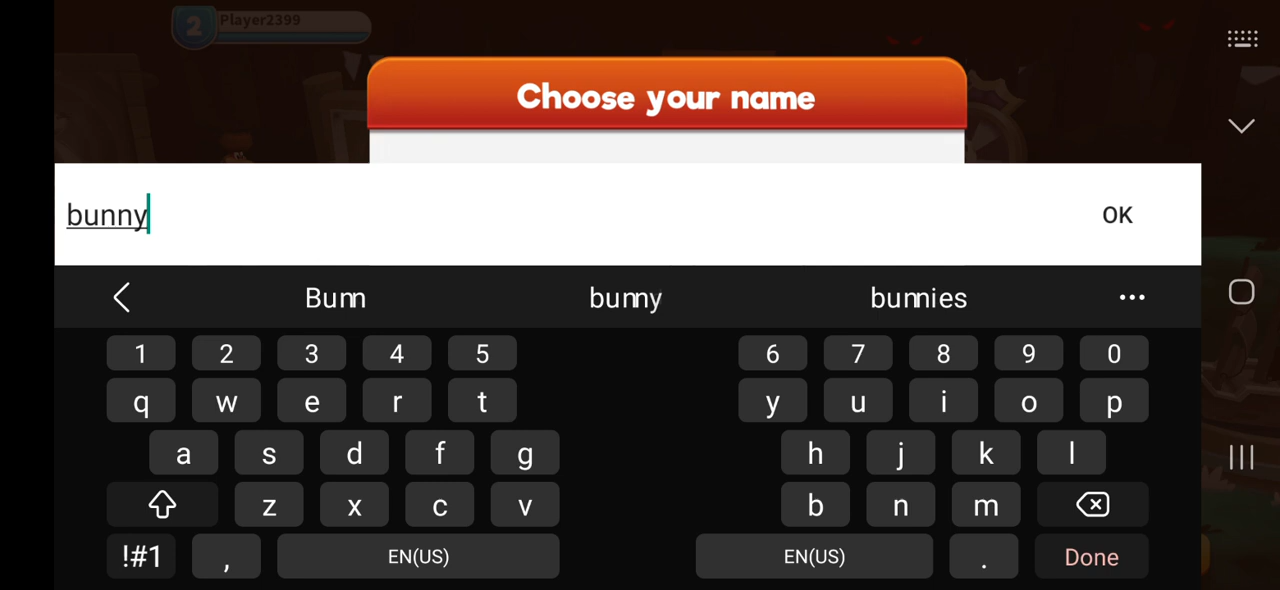 2 Player2399
Choose your name
bunny
OK
Bunn bunny bunnies
1 2 3 4 5 6 7 8 9 0
q w e r t y u i o p
a s d f g h j k l
z x c v b n m
!#1 , EN(US) EN(US) . Done